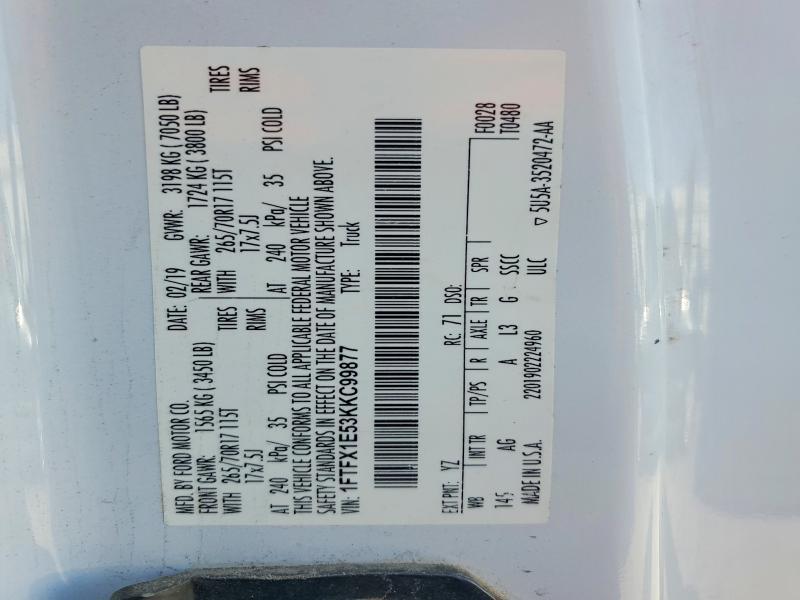 MFD. BY FORD MOTOR CO.
DATE: 02/19 GVWR: 3198 KG ( 7050 LB)
FRONT GAWR: 1565 KG ( 3450 LB) REAR GAWR: 1724 KG ( 3800 LB)
WITH 265/70R17 115T TIRES WITH 265/70R17 115T TIRES
17x7.5J RIMS 17x7.5J RIMS
AT 240 kPa/ 35 PSI COLD AT 240 kPa/ 35 PSI COLD
THIS VEHICLE CONFORMS TO ALL APPLICABLE FEDERAL MOTOR VEHICLE
SAFETY STANDARDS IN EFFECT ON THE DATE OF MANUFACTURE SHOWN ABOVE.
VIN: 1FTFX1E53KKC99877 TYPE: Truck
F0028
EXT PNT: YZ RC: 71 DSO: T0480
WB INT TR TP/PS R AXLE TR SPR
145 AG A L3 G SSCC
MADE IN U.S.A. 2201902224960 ULC ▽ 5U5A-3520472-AA